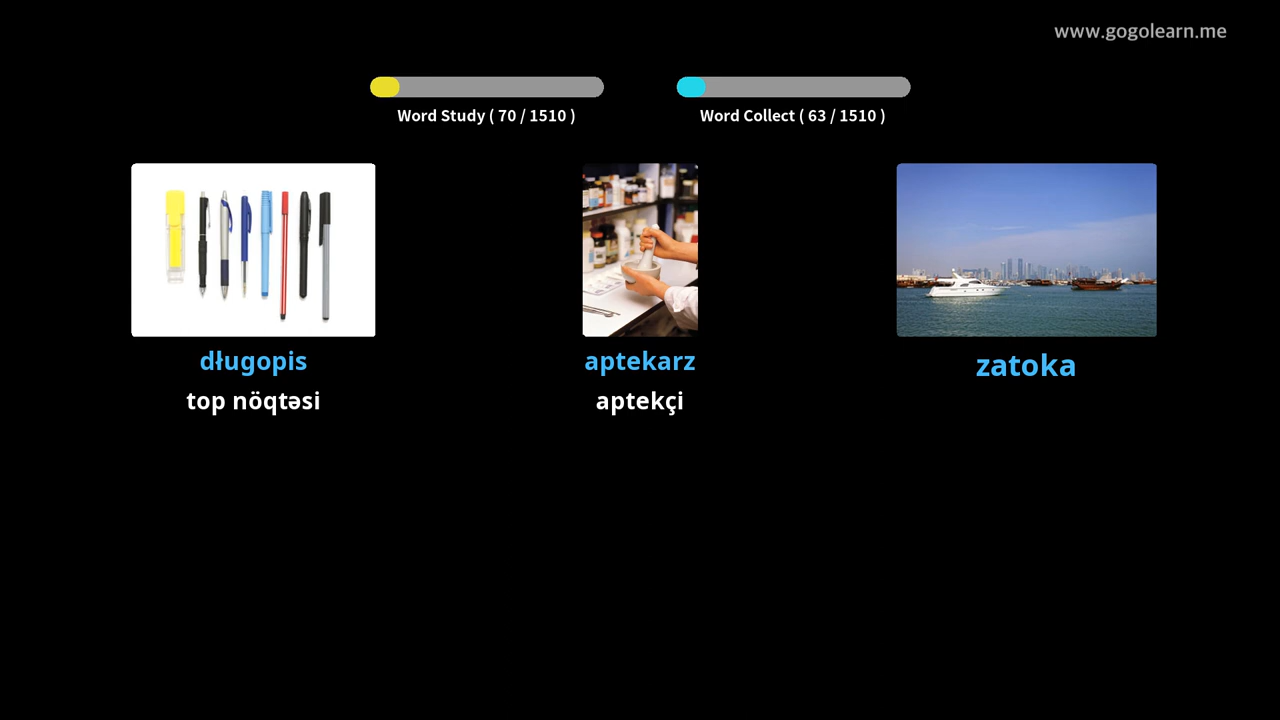 www.gogolearn.me
Word Study ( 70 / 1510 )
Word Collect ( 63 / 1510 )
długopis
top nöqtəsi
aptekarz
aptekçi
zatoka